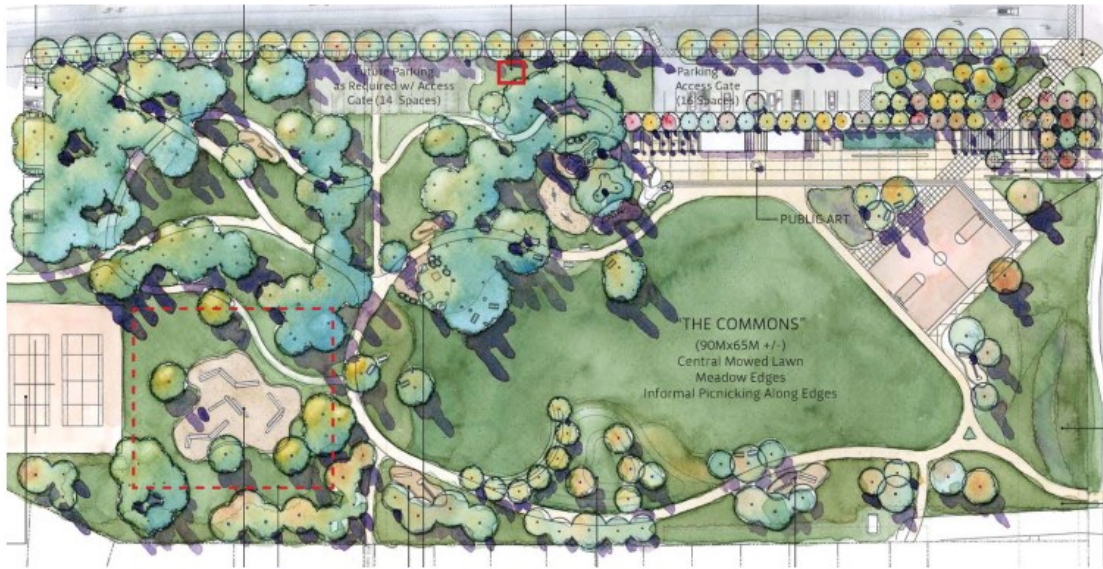 Future Parking
as Required w/ Access
Gate (14 Spaces)
Parking w/
Access Gate
(16 Spaces)
PUBLIC ART
"THE COMMONS"
(90Mx65M +/-)
Central Mowed Lawn
Meadow Edges
Informal Picnicking Along Edges